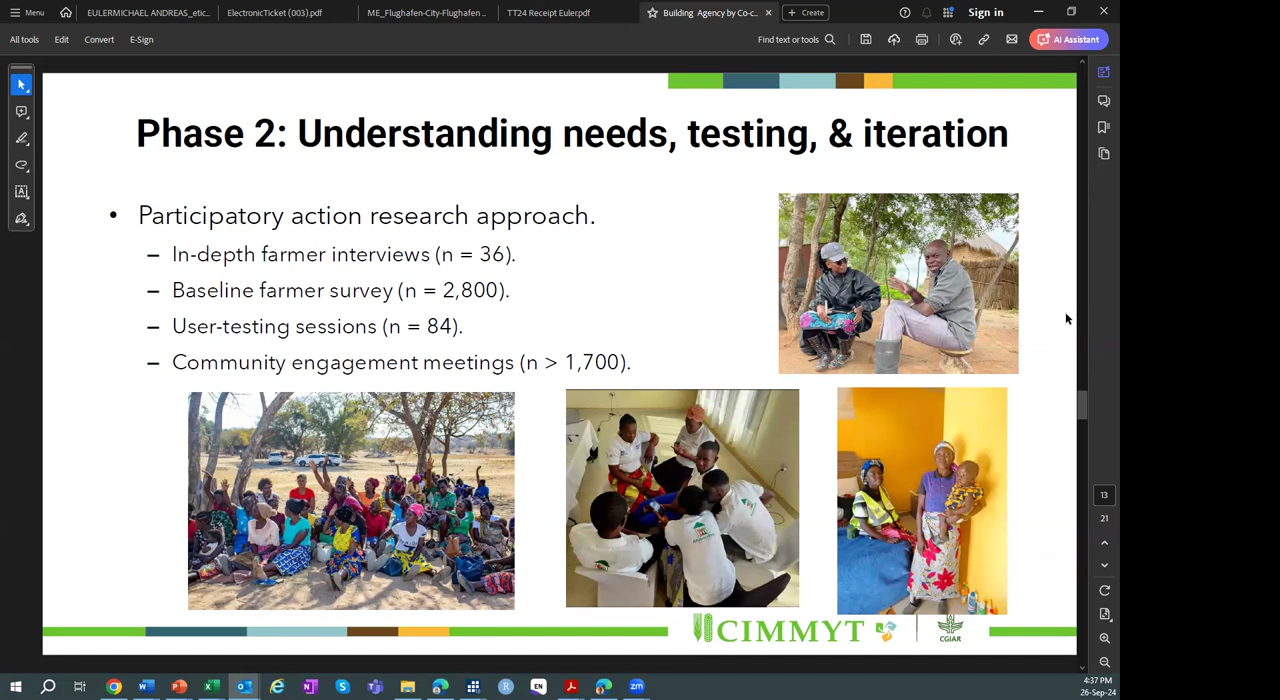 Menu
EULERMICHAEL ANDREAS_etic...
ElectronicTicket (003).pdf
ME_Flughafen-City-Flughafen ...
TT24 Receipt Euler.pdf
Building Agency by Co-c...
Create
Sign in
All tools
Edit
Convert
E-Sign
Find text or tools
AI Assistant
Phase 2: Understanding needs, testing, & iteration
• Participatory action research approach.
– In-depth farmer interviews (n = 36).
– Baseline farmer survey (n = 2,800).
– User-testing sessions (n = 84).
– Community engagement meetings (n > 1,700).
13
21
CIMMYT
CGIAR
EN
4:37 PM
26-Sep-24